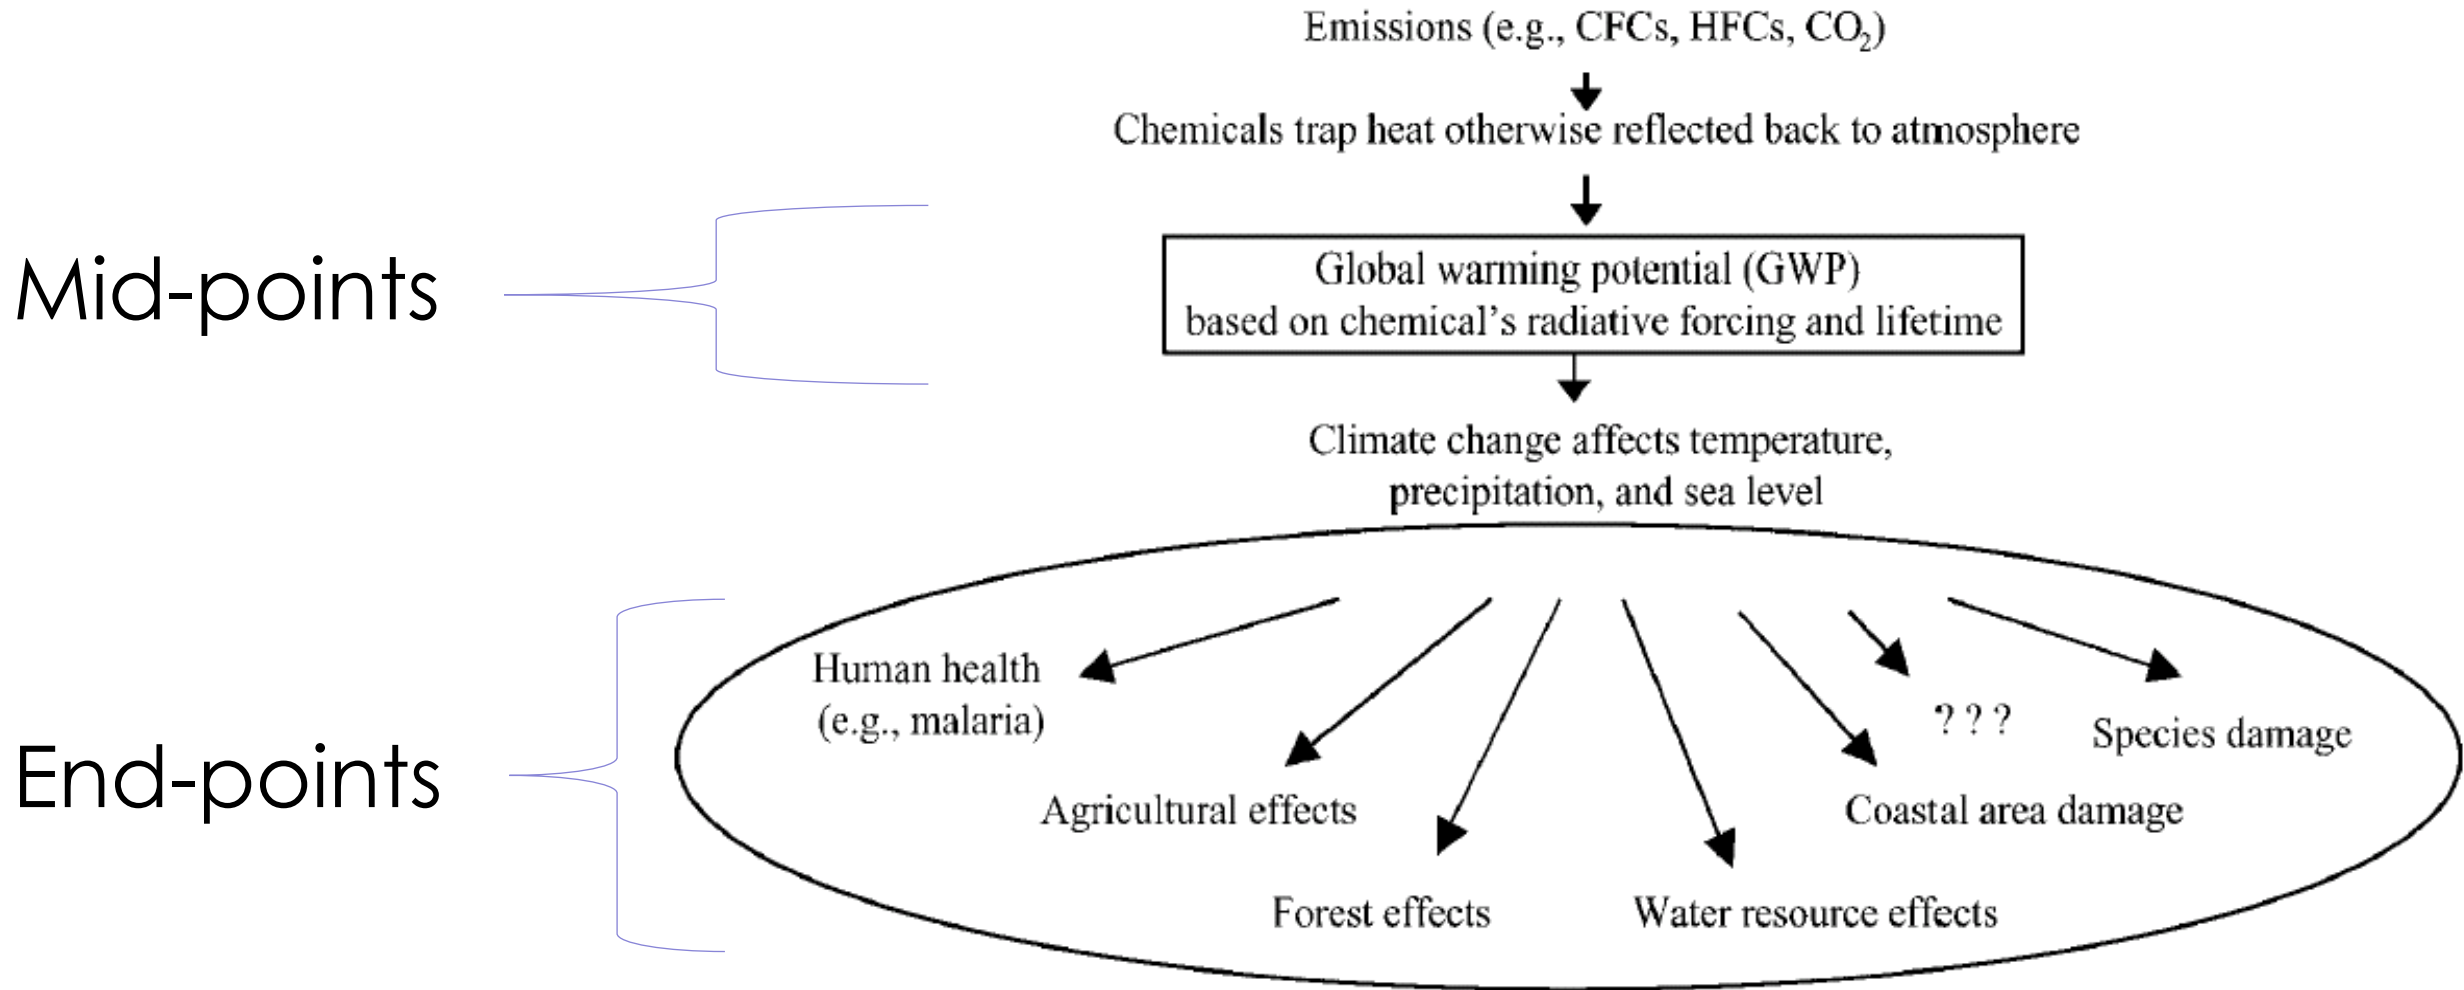 Emissions (e.g., CFCs, HFCs, CO₂)
Chemicals trap heat otherwise reflected back to atmosphere
Mid-points
Global warming potential (GWP)
based on chemical’s radiative forcing and lifetime
Climate change affects temperature,
precipitation, and sea level
End-points
Human health
(e.g., malaria)
Agricultural effects
Forest effects
Water resource effects
Coastal area damage
? ? ?
Species damage